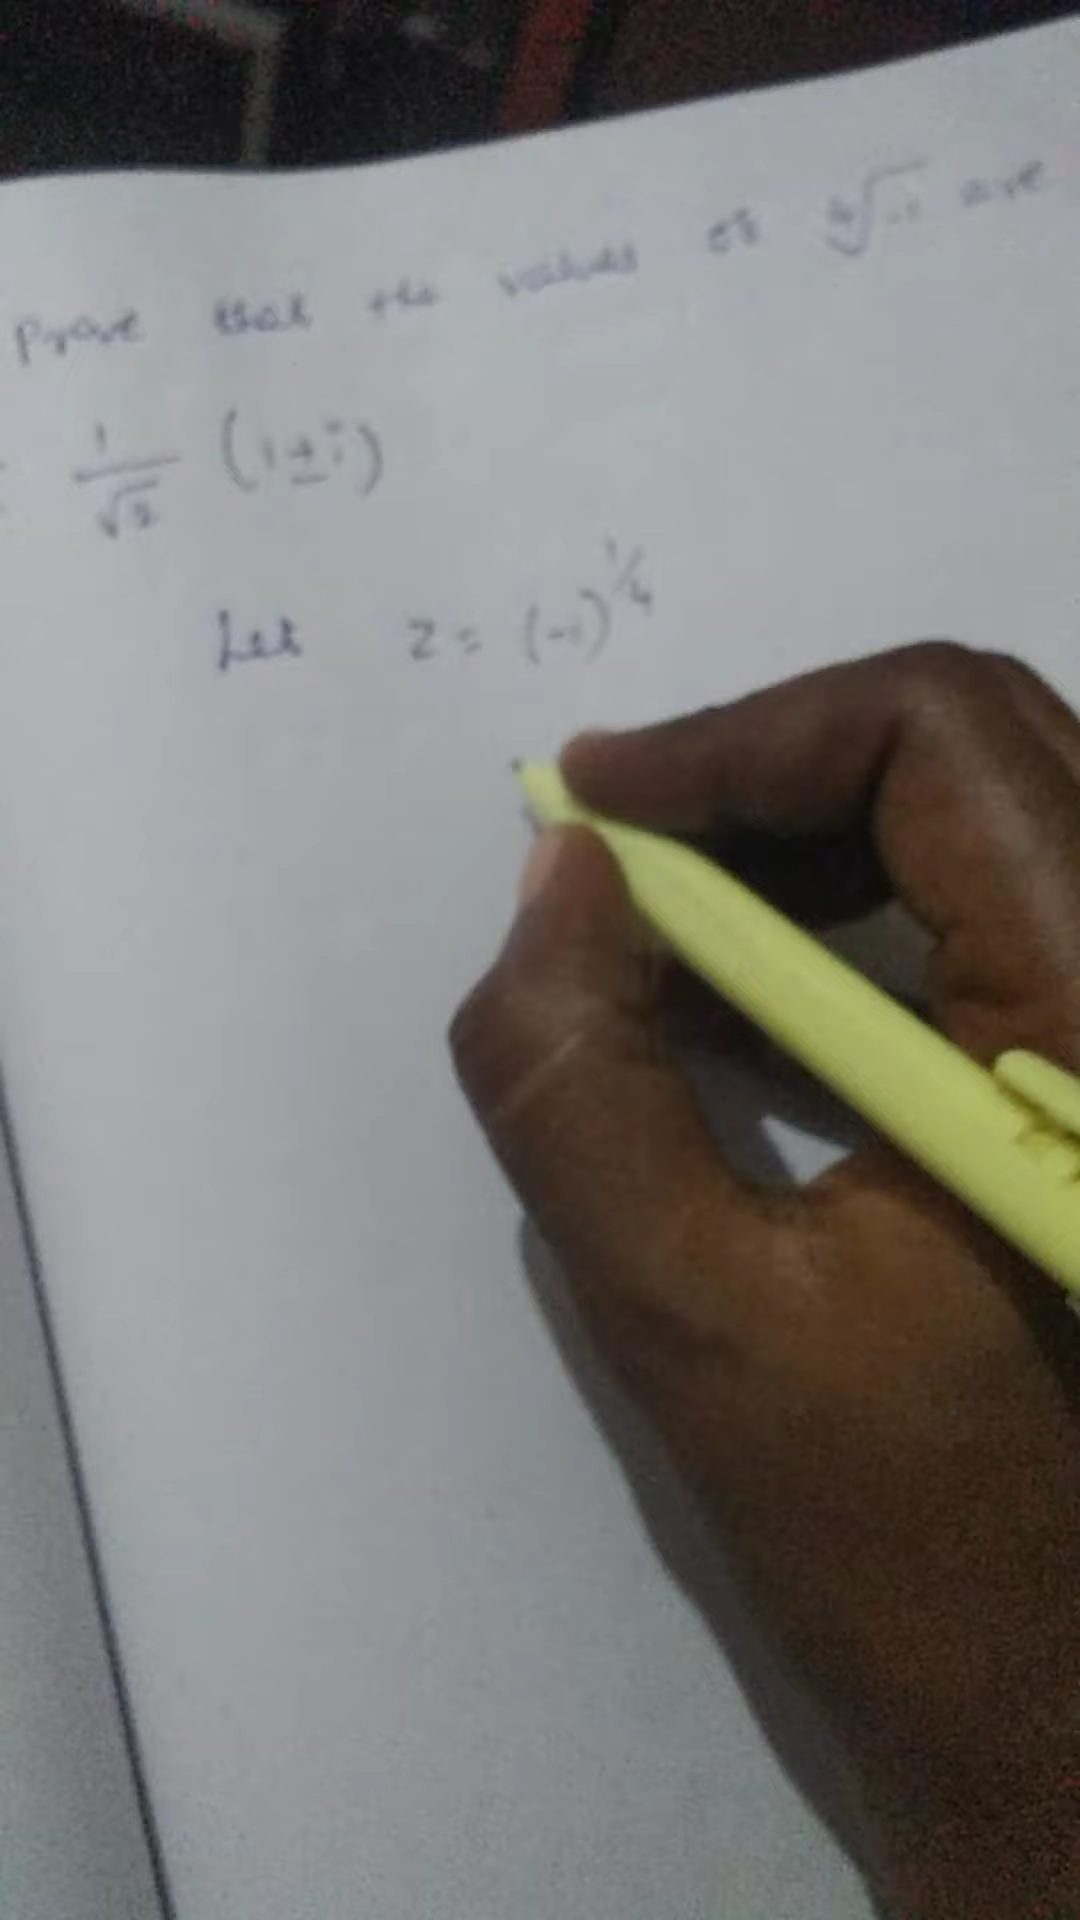 Prove that the values of ∜-1 are
± 1/√2 (1±i)
Let z = (-1)^1/4